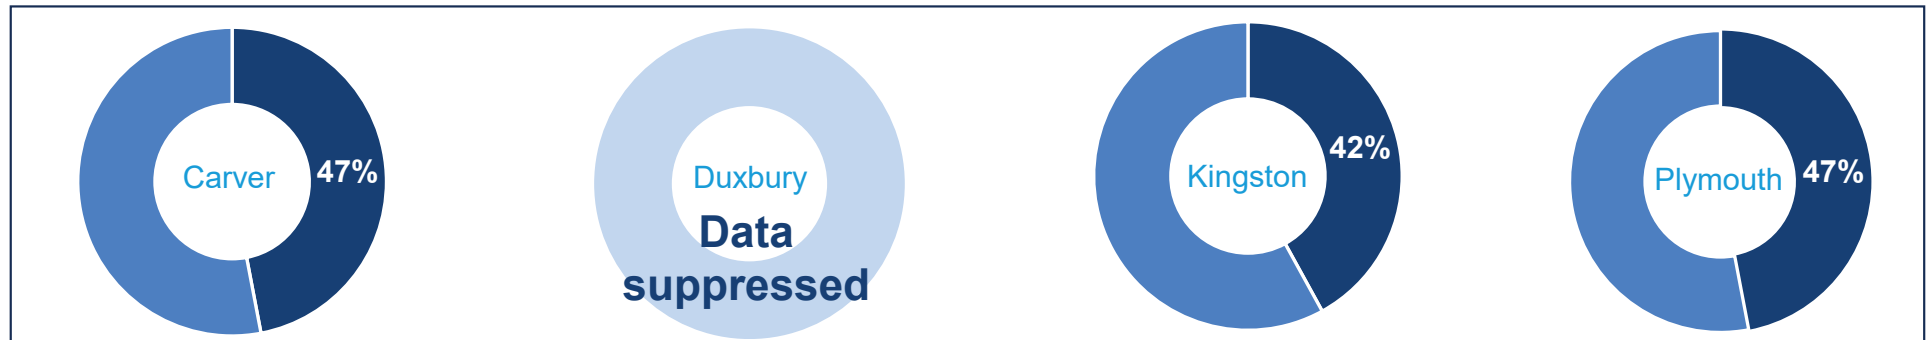 Carver
47%
Duxbury
Data
suppressed
Kingston
42%
Plymouth
47%